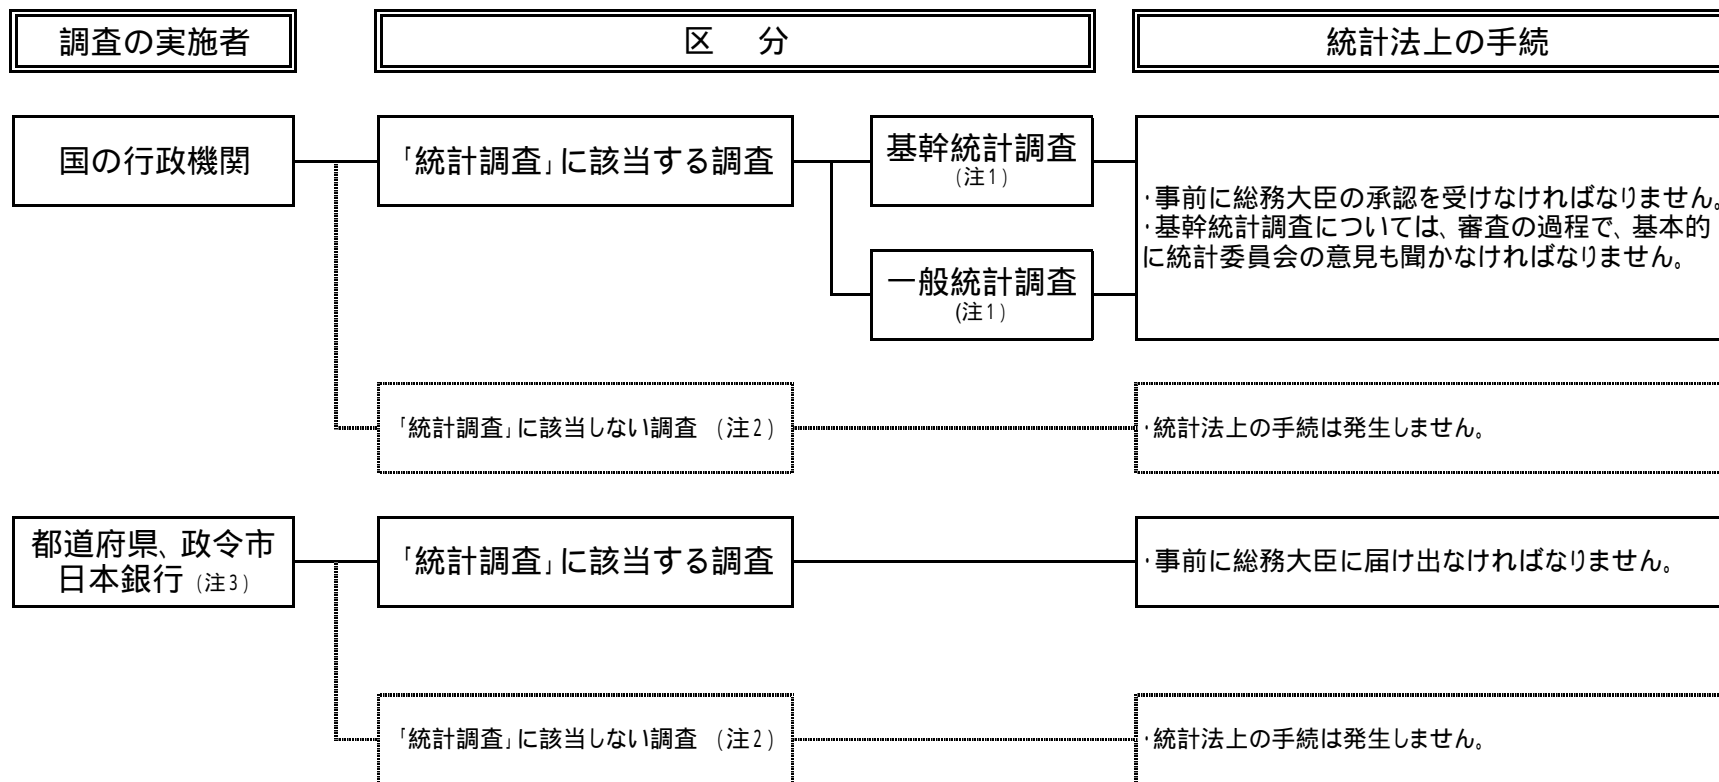 調査の実施者
区 分
統計法上の手続
国の行政機関
「統計調査」に該当する調査
基幹統計調査
(注1)
一般統計調査
(注1)
・事前に総務大臣の承認を受けなければなりません。
・基幹統計調査については、審査の過程で、基本的
に統計委員会の意見も聞かなければなりません。
「統計調査」に該当しない調査 (注2)
・統計法上の手続は発生しません。
都道府県、政令市
日本銀行 (注3)
「統計調査」に該当する調査
・事前に総務大臣に届け出なければなりません。
「統計調査」に該当しない調査 (注2)
・統計法上の手続は発生しません。